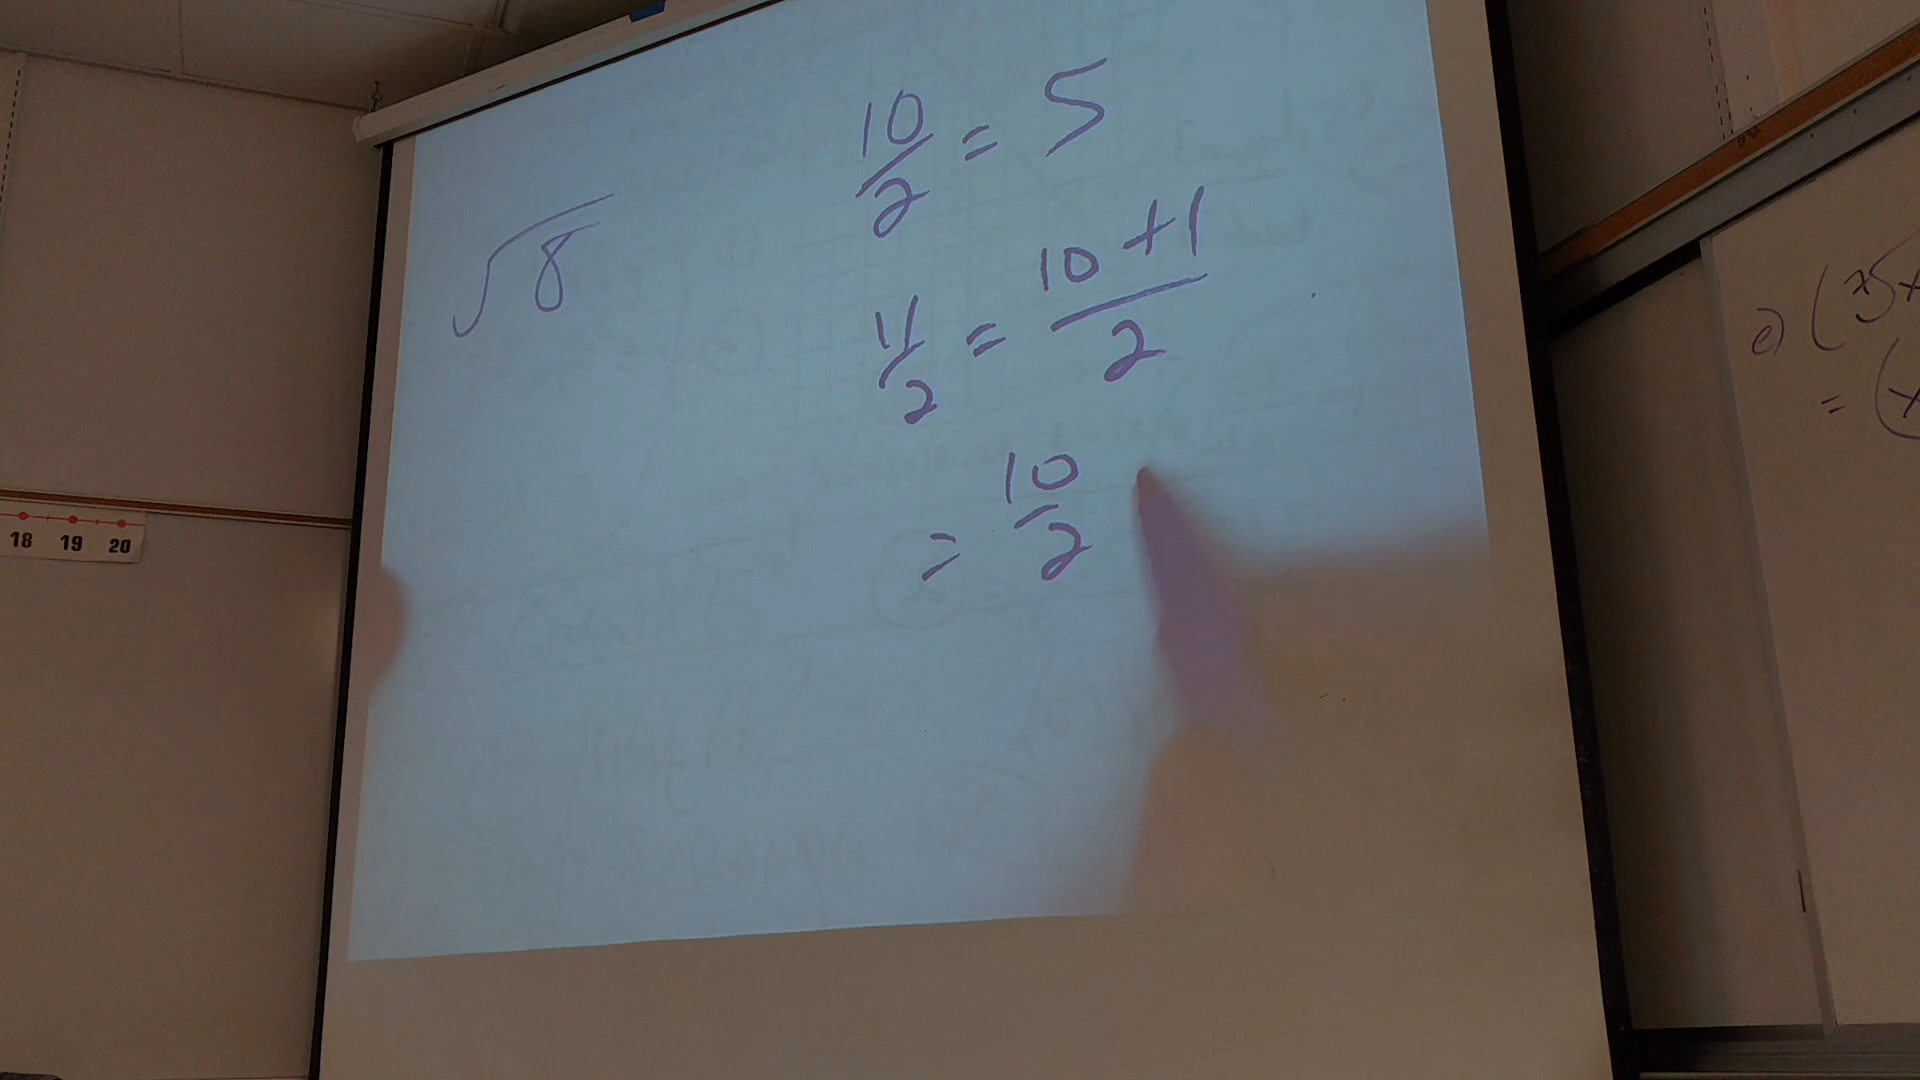 √8
10/2 = 5
11/2 = 10+1/2
= 10/2
18 19 20
e) (x
= (x